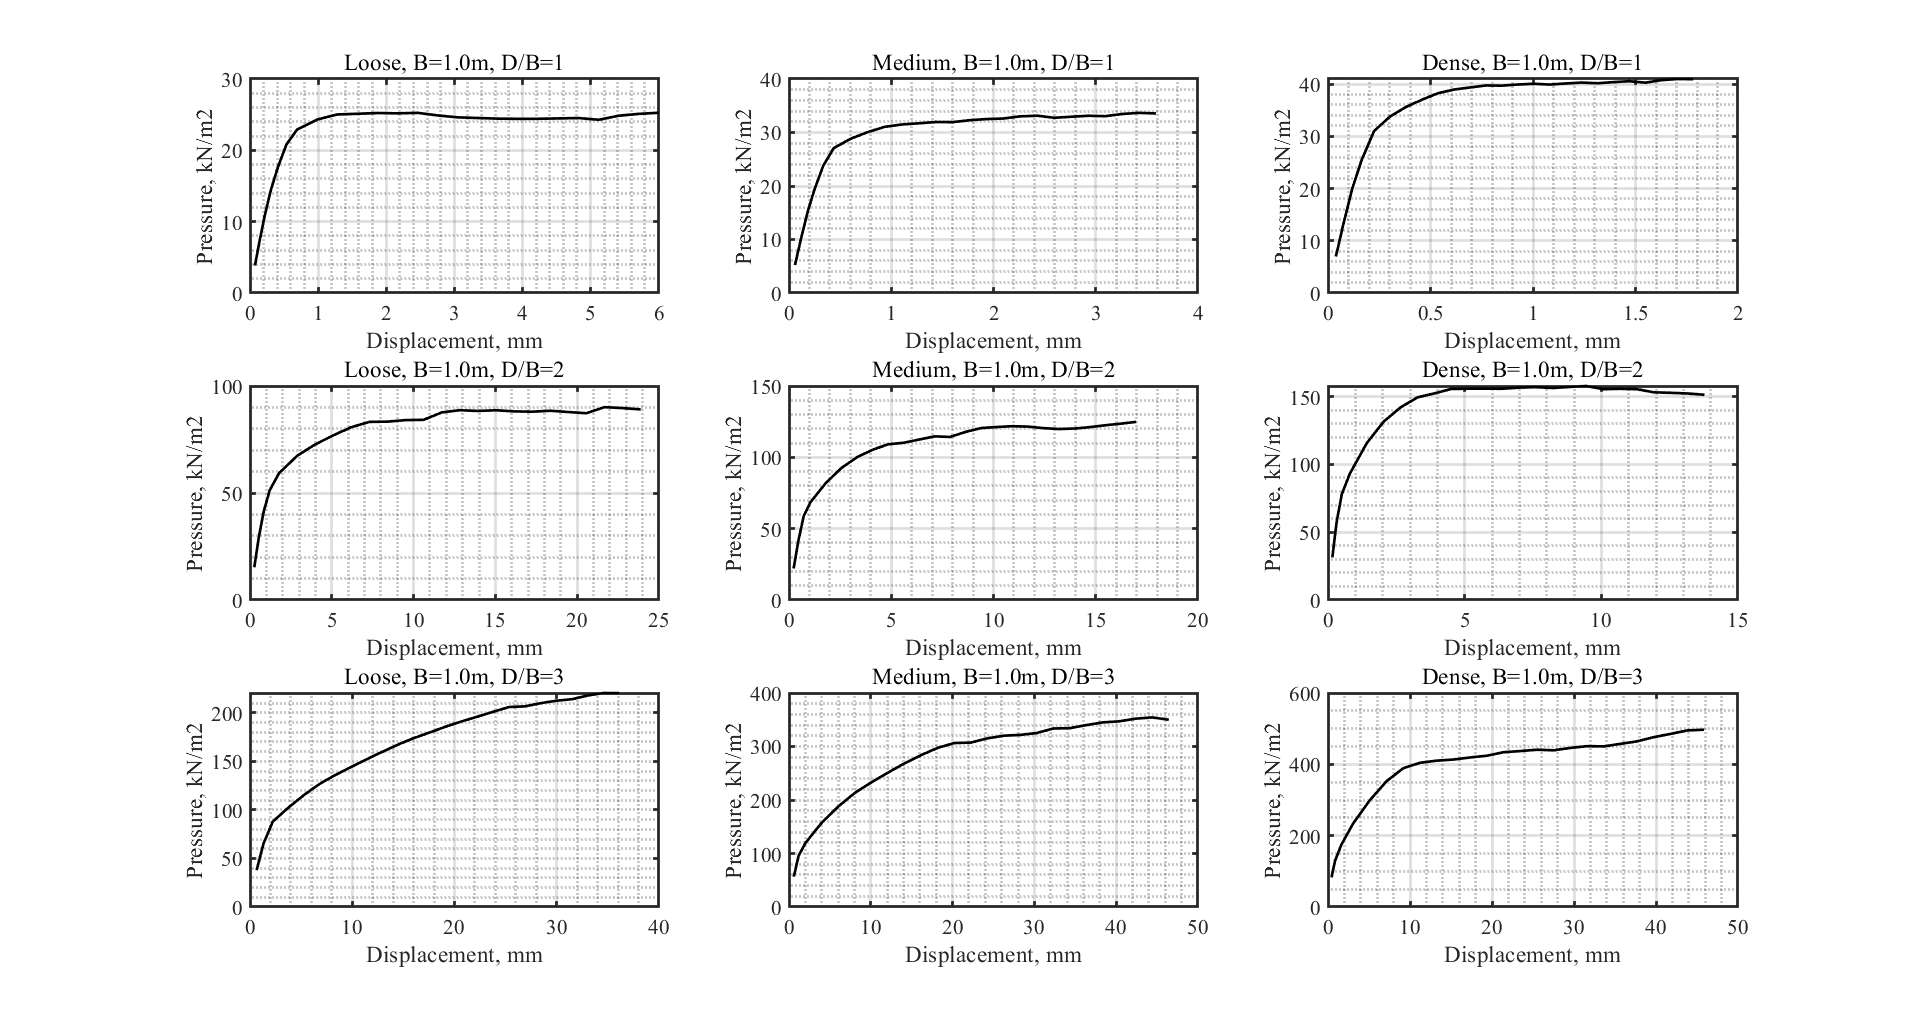 Loose, B=1.0m, D/B=1
Pressure, kN/m2
30
20
10
0
0 1 2 3 4 5 6
Displacement, mm
Medium, B=1.0m, D/B=1
Pressure, kN/m2
40
30
20
10
0
0 1 2 3 4
Displacement, mm
Dense, B=1.0m, D/B=1
Pressure, kN/m2
40
30
20
10
0
0 0.5 1 1.5 2
Displacement, mm
Loose, B=1.0m, D/B=2
Pressure, kN/m2
100
50
0
0 5 10 15 20 25
Displacement, mm
Medium, B=1.0m, D/B=2
Pressure, kN/m2
150
100
50
0
0 5 10 15 20
Displacement, mm
Dense, B=1.0m, D/B=2
Pressure, kN/m2
150
100
50
0
0 5 10 15
Displacement, mm
Loose, B=1.0m, D/B=3
Pressure, kN/m2
200
150
100
50
0
0 10 20 30 40
Displacement, mm
Medium, B=1.0m, D/B=3
Pressure, kN/m2
400
300
200
100
0
0 10 20 30 40 50
Displacement, mm
Dense, B=1.0m, D/B=3
Pressure, kN/m2
600
400
200
0
0 10 20 30 40 50
Displacement, mm